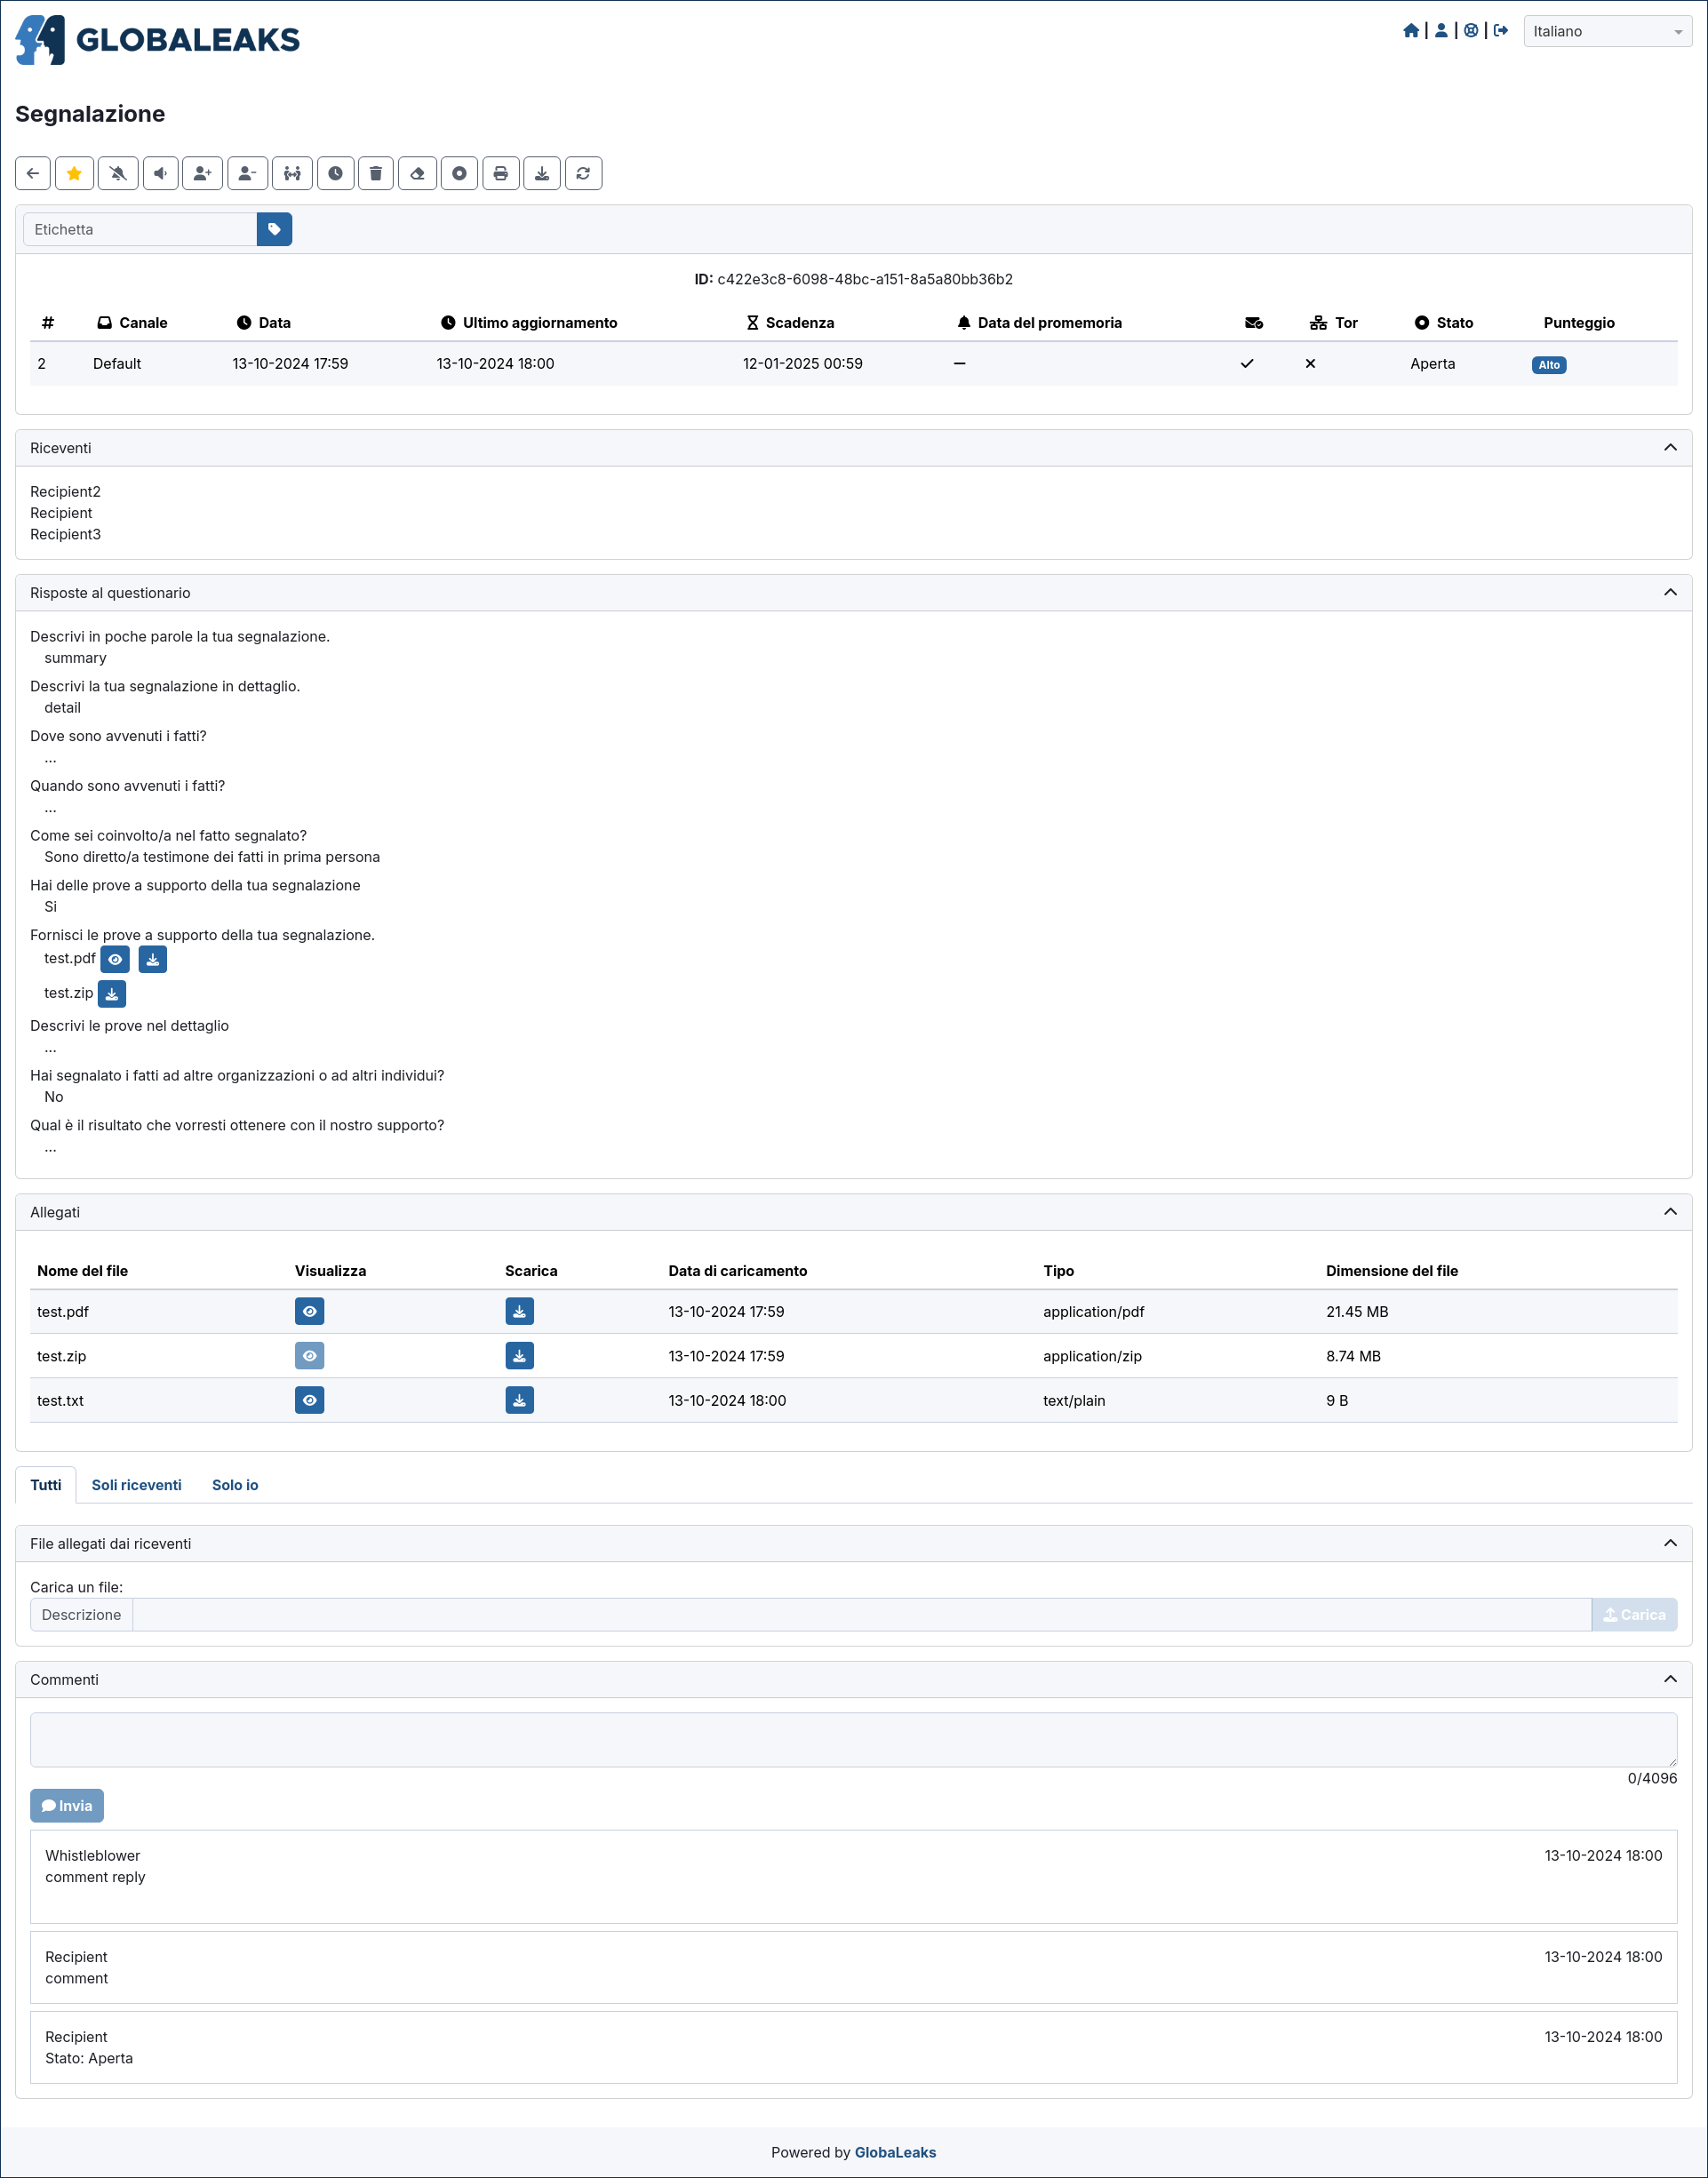 GLOBALEAKS
Italiano
Segnalazione
Etichetta
ID: c422e3c8-6098-48bc-a151-8a5a80bb36b2
# Canale Data Ultimo aggiornamento Scadenza Data del promemoria Tor Stato Punteggio
2 Default 13-10-2024 17:59 13-10-2024 18:00 12-01-2025 00:59 — Aperta Alto
Riceventi
Recipient2
Recipient
Recipient3
Risposte al questionario
Descrivi in poche parole la tua segnalazione.
summary
Descrivi la tua segnalazione in dettaglio.
detail
Dove sono avvenuti i fatti?
...
Quando sono avvenuti i fatti?
...
Come sei coinvolto/a nel fatto segnalato?
Sono diretto/a testimone dei fatti in prima persona
Hai delle prove a supporto della tua segnalazione
Si
Fornisci le prove a supporto della tua segnalazione.
test.pdf
test.zip
Descrivi le prove nel dettaglio
...
Hai segnalato i fatti ad altre organizzazioni o ad altri individui?
No
Qual è il risultato che vorresti ottenere con il nostro supporto?
...
Allegati
Nome del file Visualizza Scarica Data di caricamento Tipo Dimensione del file
test.pdf 13-10-2024 17:59 application/pdf 21.45 MB
test.zip 13-10-2024 17:59 application/zip 8.74 MB
test.txt 13-10-2024 18:00 text/plain 9 B
Tutti Soli riceventi Solo io
File allegati dai riceventi
Carica un file:
Descrizione Carica
Commenti
0/4096
Invia
Whistleblower 13-10-2024 18:00
comment reply
Recipient 13-10-2024 18:00
comment
Recipient 13-10-2024 18:00
Stato: Aperta
Powered by GlobaLeaks